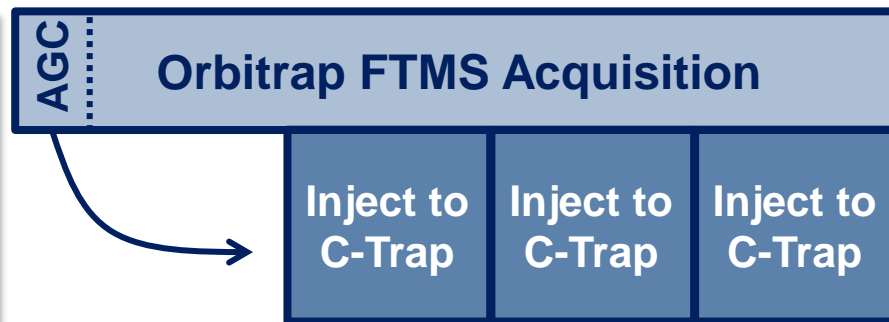 AGC
Orbitrap FTMS Acquisition
Inject to
C-Trap
Inject to
C-Trap
Inject to
C-Trap